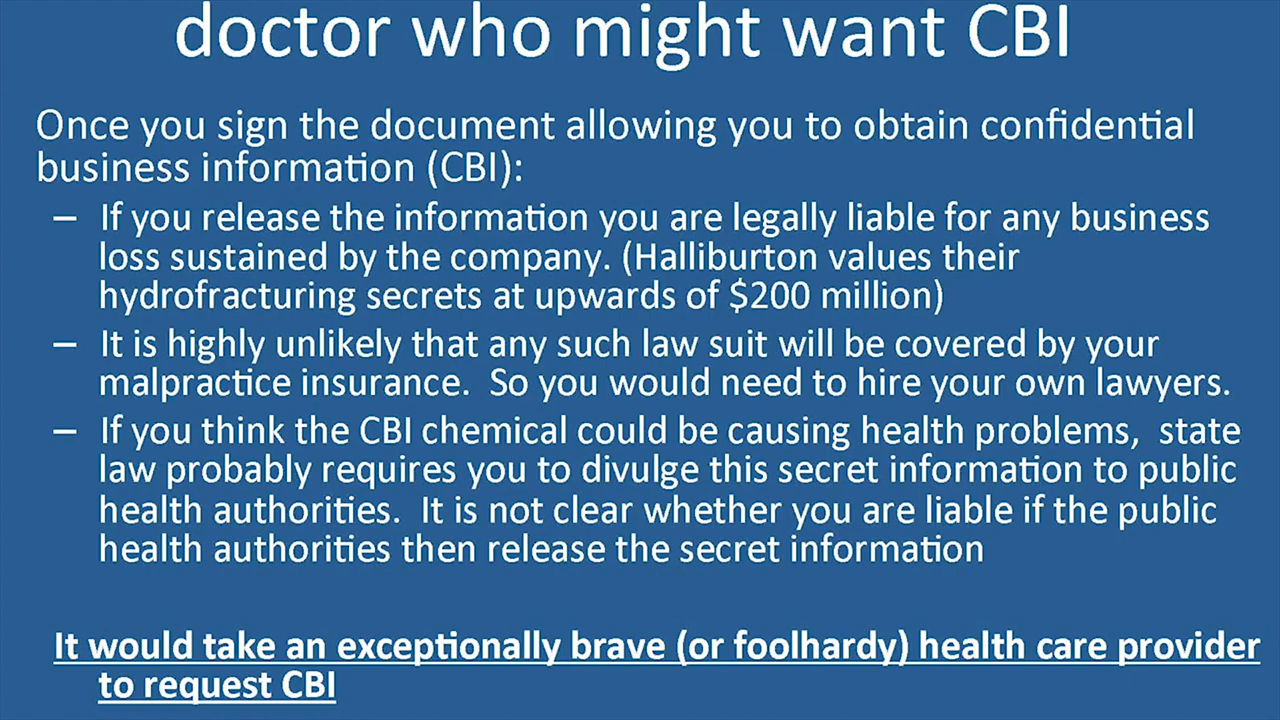 doctor who might want CBI
Once you sign the document allowing you to obtain confidential
business information (CBI):
– If you release the information you are legally liable for any business
loss sustained by the company. (Halliburton values their
hydrofracturing secrets at upwards of $200 million)
– It is highly unlikely that any such law suit will be covered by your
malpractice insurance.  So you would need to hire your own lawyers.
– If you think the CBI chemical could be causing health problems,  state
law probably requires you to divulge this secret information to public
health authorities.  It is not clear whether you are liable if the public
health authorities then release the secret information
It would take an exceptionally brave (or foolhardy) health care provider
to request CBI